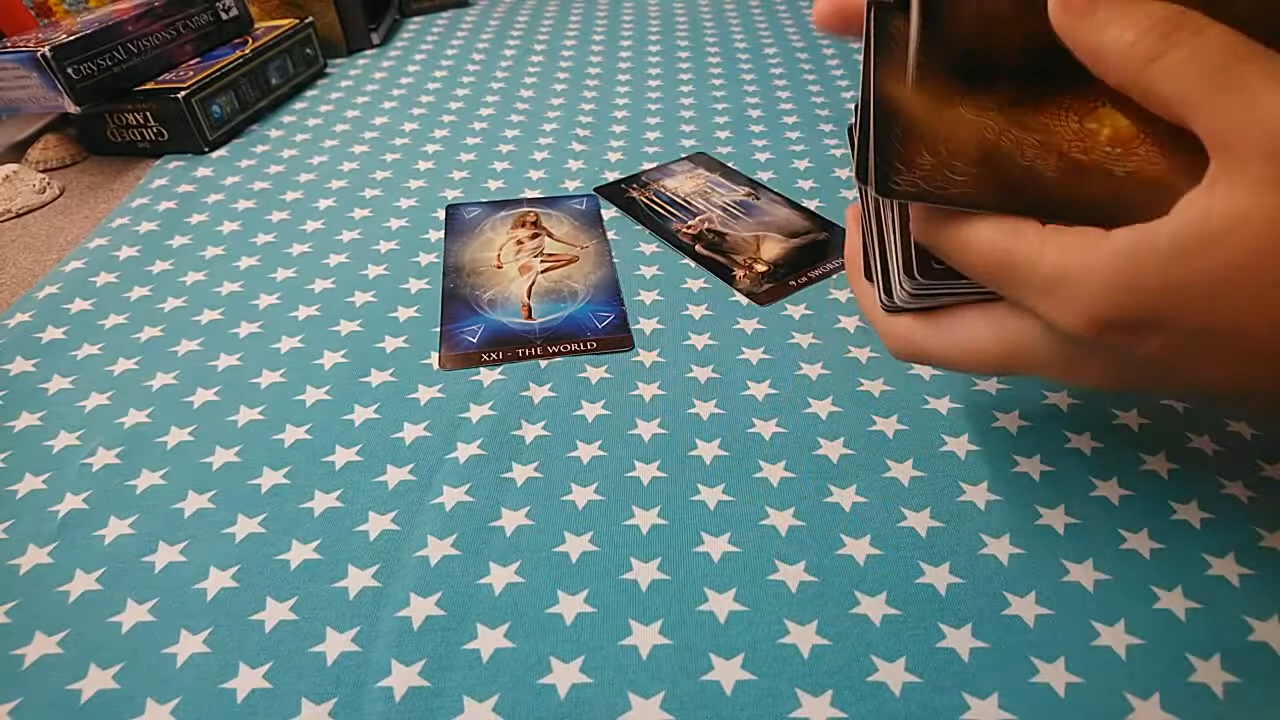 CRYSTAL VISIONS TAROT
GILDED
TAROT
XXI - THE WORLD
9 OF SWORDS